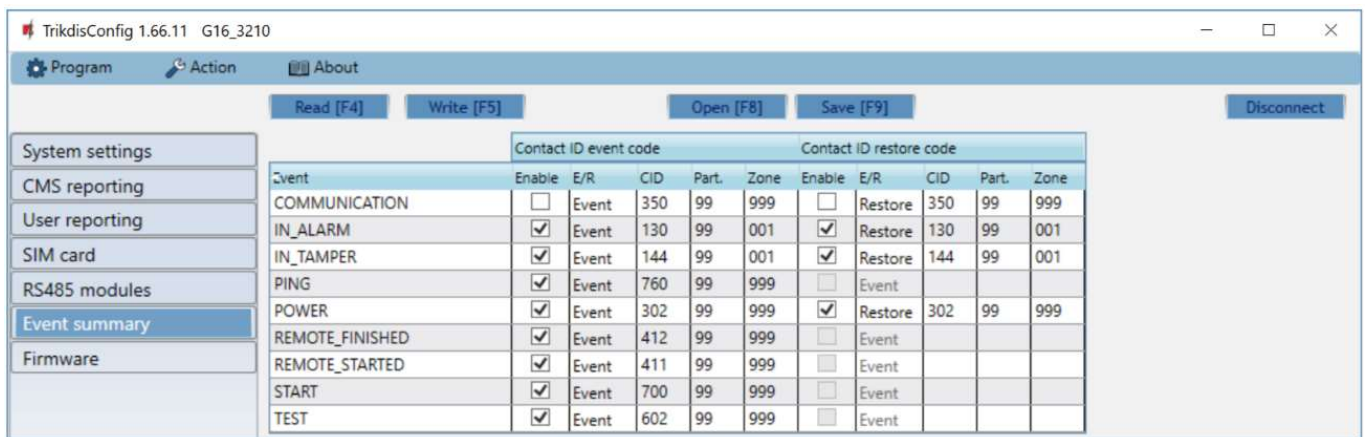 TrikdisConfig 1.66.11 G16_3210
Program Action About
Read [F4] Write [F5] Open [F8] Save [F9] Disconnect
System settings
CMS reporting
User reporting
SIM card
RS485 modules
Event summary
Firmware
Contact ID event code Contact ID restore code
Event Enable E/R CID Part. Zone Enable E/R CID Part. Zone
COMMUNICATION Event 350 99 999 Restore 350 99 999
IN_ALARM Event 130 99 001 Restore 130 99 001
IN_TAMPER Event 144 99 001 Restore 144 99 001
PING Event 760 99 999 Event
POWER Event 302 99 999 Restore 302 99 999
REMOTE_FINISHED Event 412 99 999 Event
REMOTE_STARTED Event 411 99 999 Event
START Event 700 99 999 Event
TEST Event 602 99 999 Event